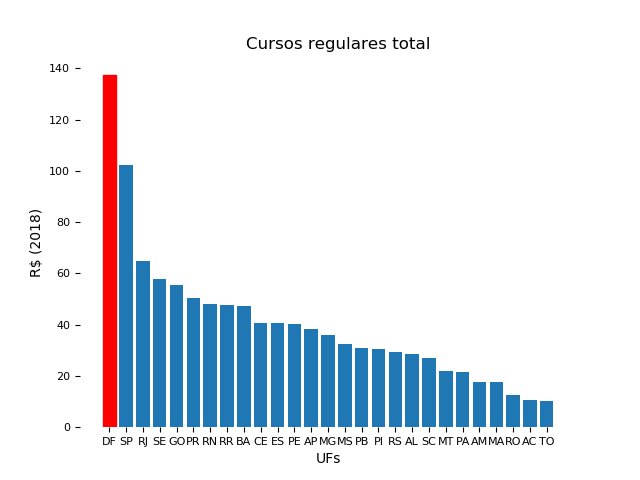 Cursos regulares total
140
120
100
80
60
40
20
0
R$ (2018)
DF SP RJ SE GO PR RN RR BA CE ES PE AP MG MS PB PI RS AL SC MT PA AM MA RO AC TO
UFs